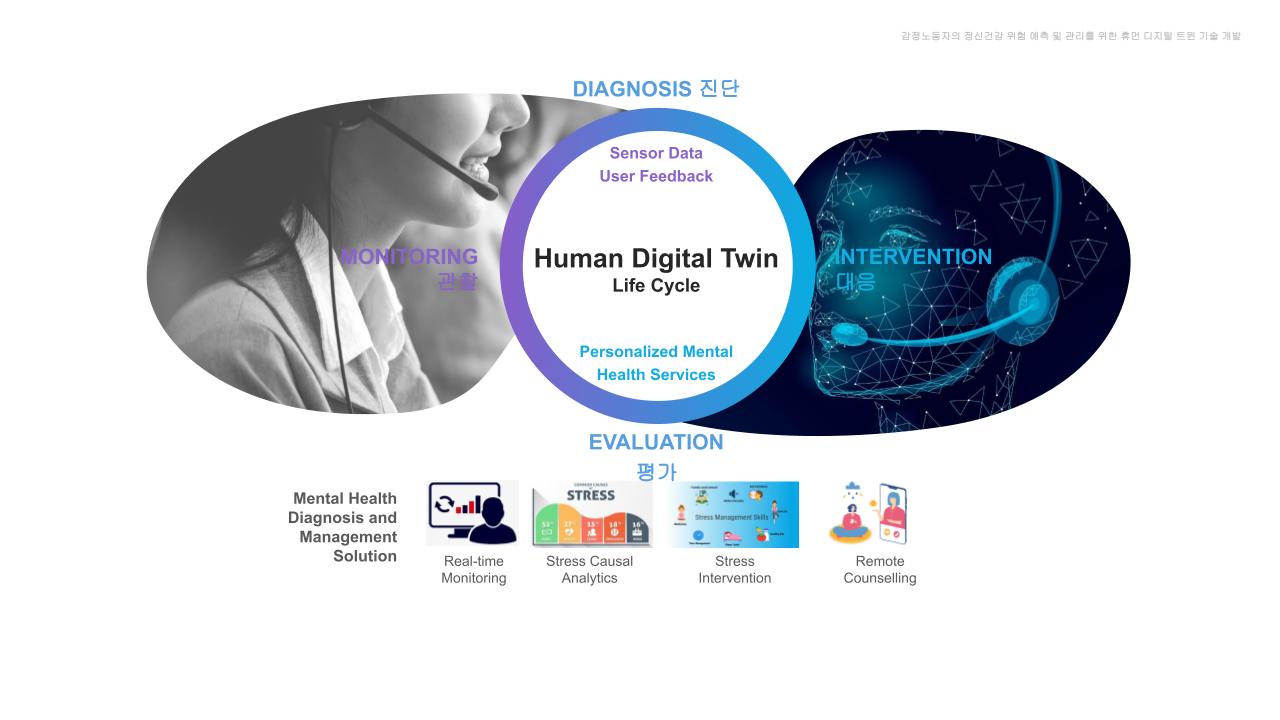 감정노동자의 정신건강 위험 예측 및 관리를 위한 휴먼 디지털 트윈 기술 개발
DIAGNOSIS 진단
Sensor Data
User Feedback
MONITORING
관찰
Human Digital Twin
Life Cycle
INTERVENTION
대응
Personalized Mental
Health Services
EVALUATION
평가
Mental Health
Diagnosis and
Management
Solution
COMMON CAUSES
OF
STRESS
Stress Management Skills
Real-time
Monitoring
Stress Causal
Analytics
Stress
Intervention
Remote
Counselling